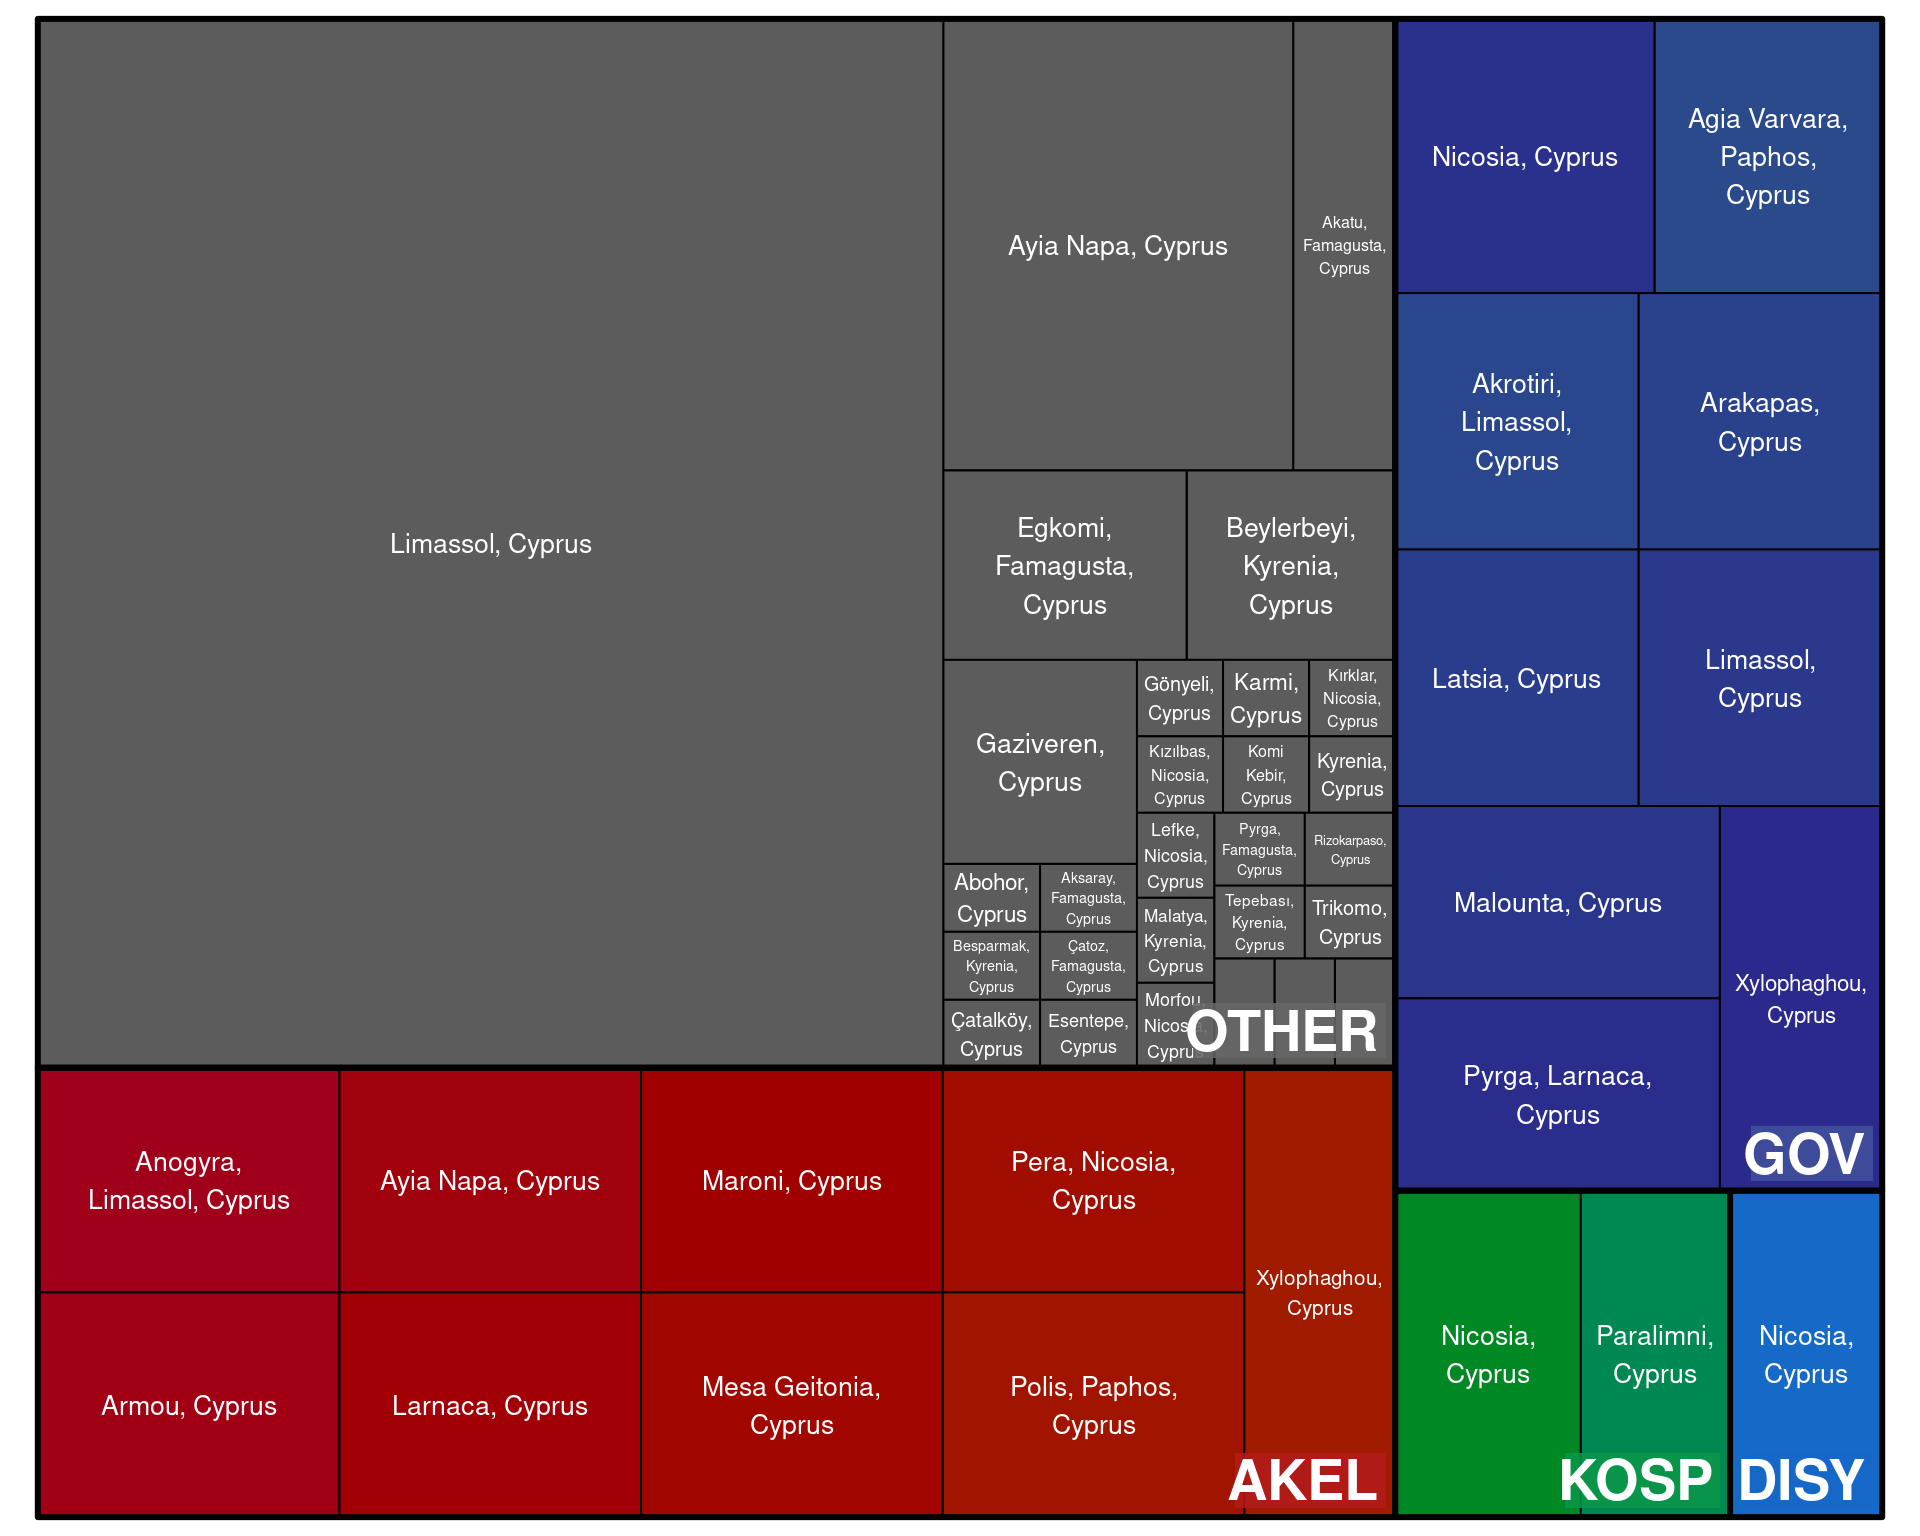 Limassol, Cyprus
Ayia Napa, Cyprus
Akatu,
Famagusta,
Cyprus
Egkomi,
Famagusta,
Cyprus
Beylerbeyi,
Kyrenia,
Cyprus
Gaziveren,
Cyprus
Gönyeli,
Cyprus
Karmi,
Cyprus
Kırklar,
Nicosia,
Cyprus
Kızılbas,
Nicosia,
Cyprus
Komi
Kebir,
Cyprus
Kyrenia,
Cyprus
Lefke,
Nicosia,
Cyprus
Pyrga,
Famagusta,
Cyprus
Rizokarpaso,
Cyprus
Abohor,
Cyprus
Aksaray,
Famagusta,
Cyprus
Malatya,
Kyrenia,
Cyprus
Tepebası,
Kyrenia,
Cyprus
Trikomo,
Cyprus
Besparmak,
Kyrenia,
Cyprus
Çatoz,
Famagusta,
Cyprus
Çatalköy,
Cyprus
Esentepe,
Cyprus
Morfou,
Nicosia,
Cyprus
OTHER
Anogyra,
Limassol, Cyprus
Ayia Napa, Cyprus
Maroni, Cyprus
Pera, Nicosia,
Cyprus
Xylophaghou,
Cyprus
Armou, Cyprus
Larnaca, Cyprus
Mesa Geitonia,
Cyprus
Polis, Paphos,
Cyprus
AKEL
Nicosia, Cyprus
Agia Varvara,
Paphos,
Cyprus
Akrotiri,
Limassol,
Cyprus
Arakapas,
Cyprus
Latsia, Cyprus
Limassol,
Cyprus
Malounta, Cyprus
Xylophaghou,
Cyprus
Pyrga, Larnaca,
Cyprus
GOV
Nicosia,
Cyprus
Paralimni,
Cyprus
KOSP
Nicosia,
Cyprus
DISY